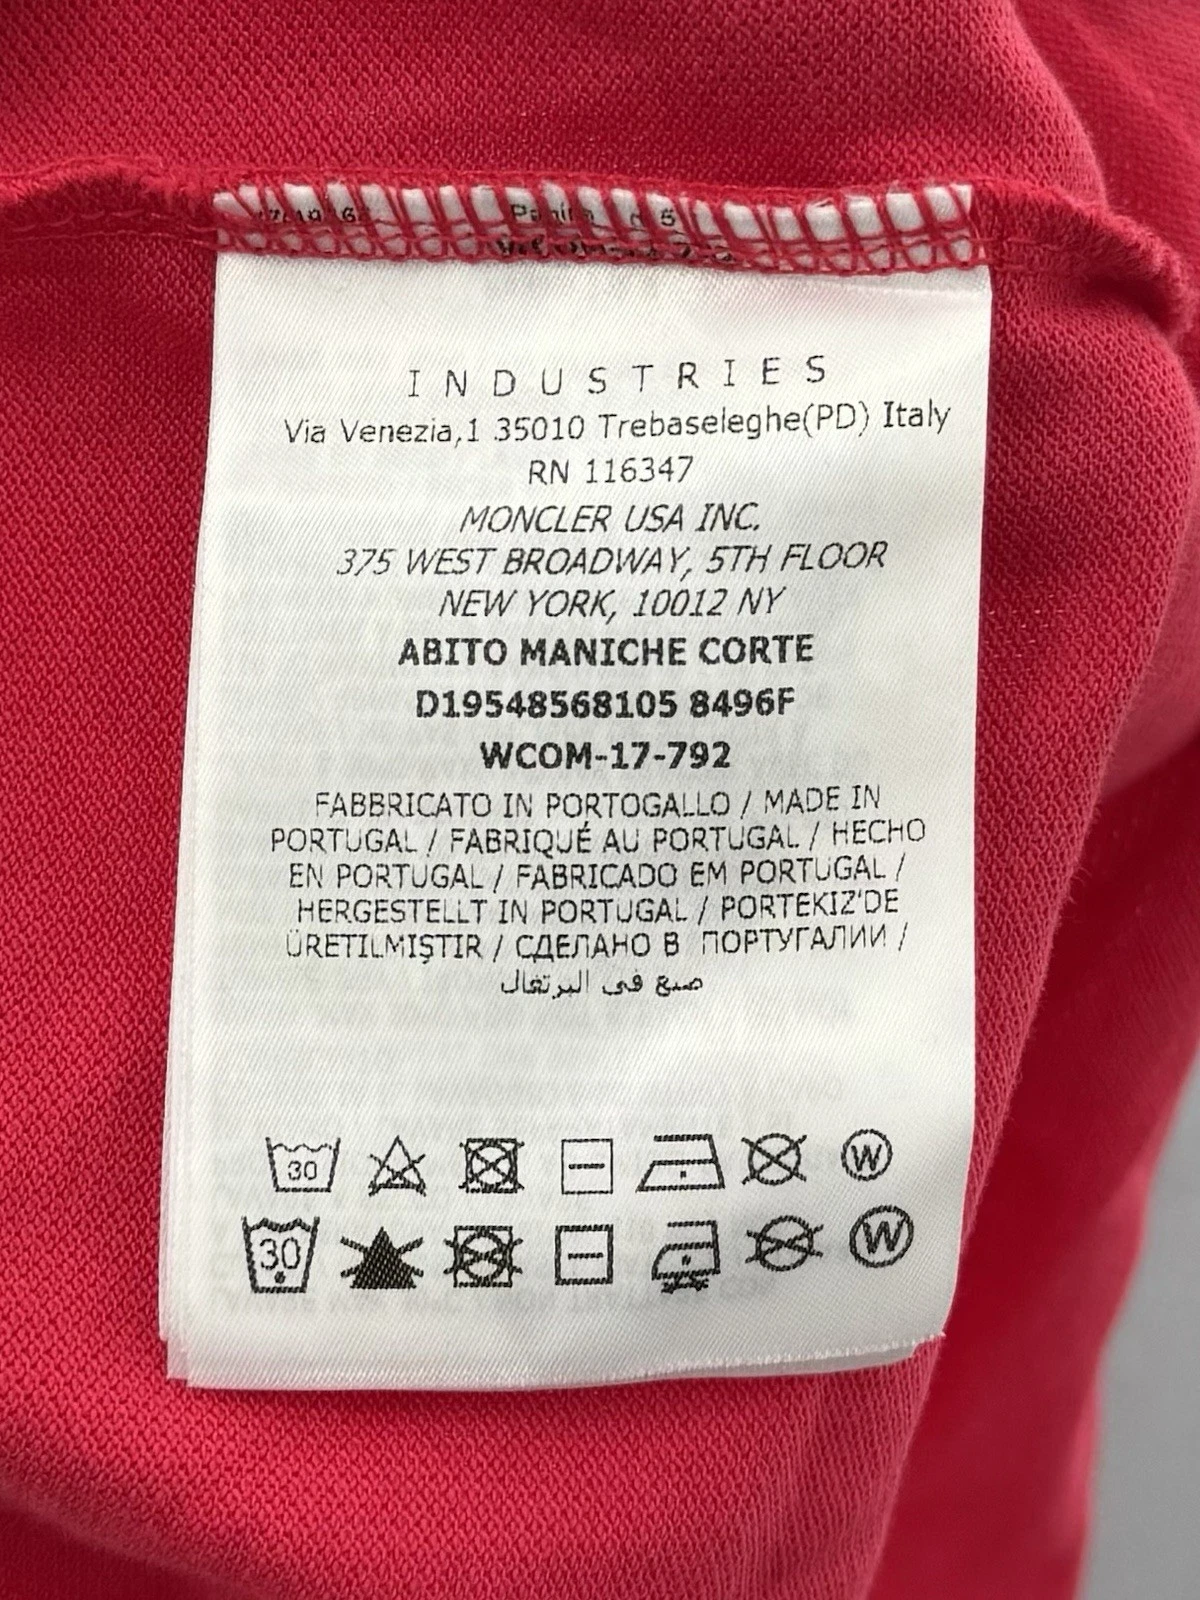 INDUSTRIES
Via Venezia,1 35010 Trebaseleghe(PD) Italy
RN 116347
MONCLER USA INC.
375 WEST BROADWAY, 5TH FLOOR
NEW YORK, 10012 NY
ABITO MANICHE CORTE
D19548568105 8496F
WCOM-17-792
FABBRICATO IN PORTOGALLO / MADE IN
PORTUGAL / FABRIQUÉ AU PORTUGAL / HECHO
EN PORTUGAL / FABRICADO EM PORTUGAL /
HERGESTELLT IN PORTUGAL / PORTEKIZ'DE
ÜRETILMIŞTIR / СДЕЛАНО В ПОРТУГАЛИИ /
صنع في البرتغال
30 W
30 W